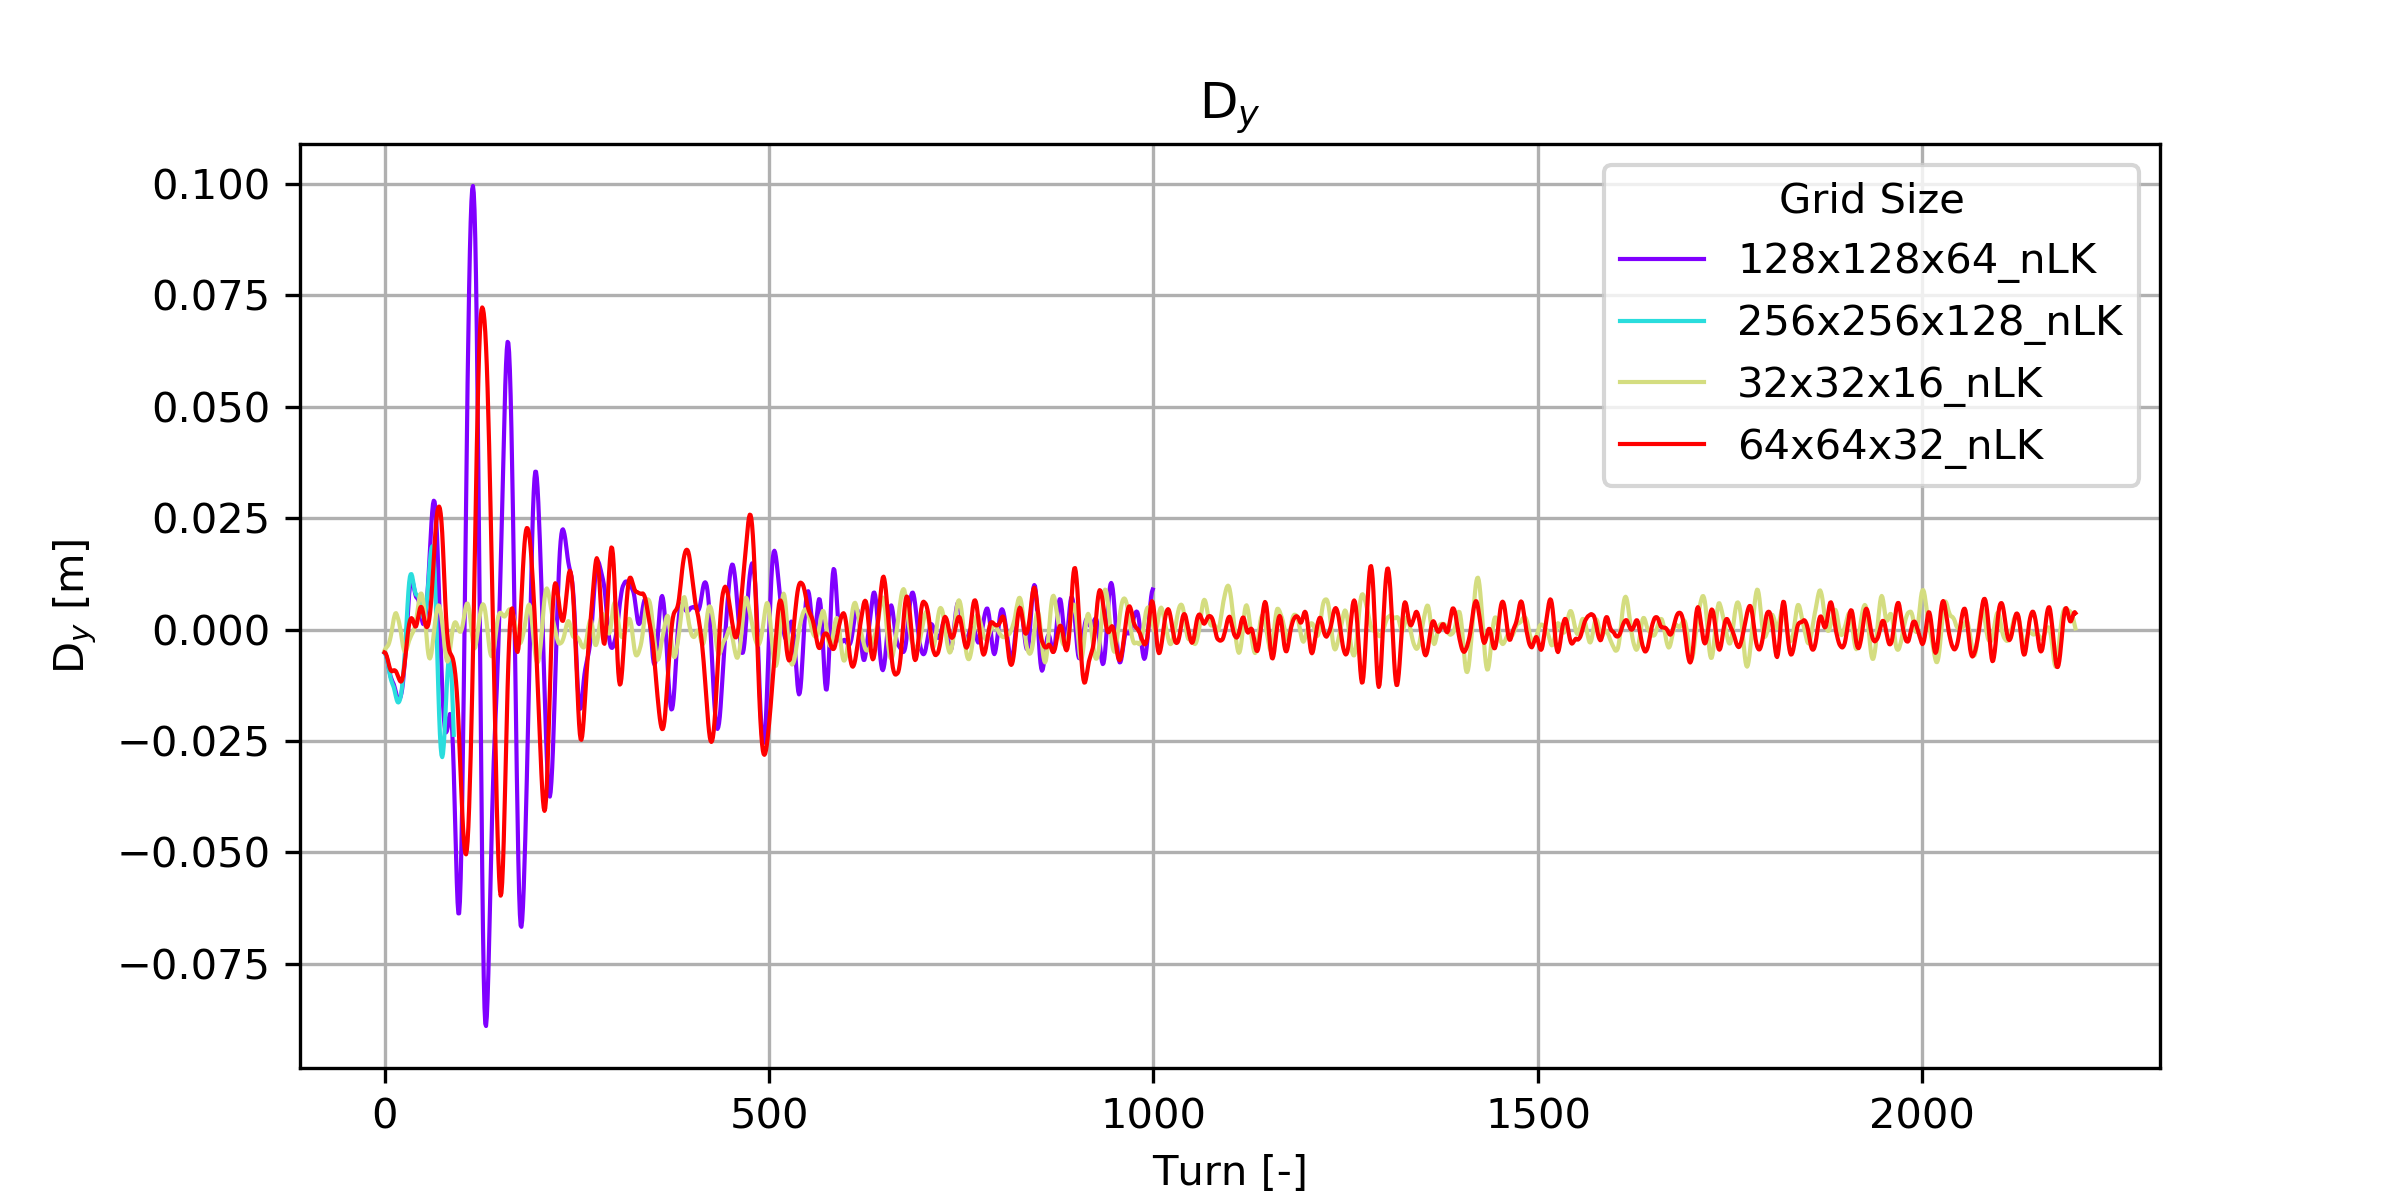 D_y
0.100
0.075
0.050
0.025
0.000
−0.025
−0.050
−0.075
D_y [m]
Grid Size
128x128x64_nLK
256x256x128_nLK
32x32x16_nLK
64x64x32_nLK
0 500 1000 1500 2000
Turn [-]